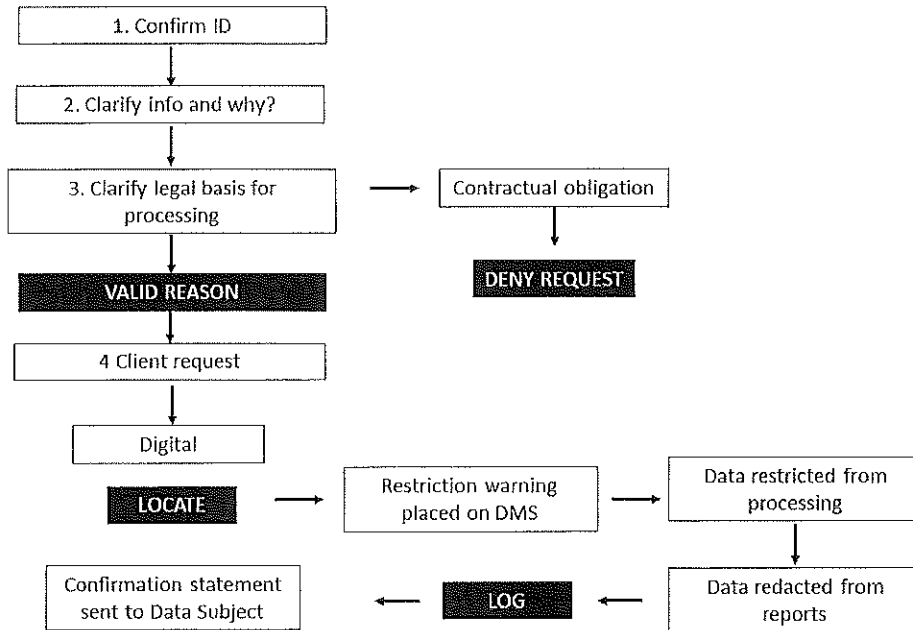 1. Confirm ID
2. Clarify info and why?
3. Clarify legal basis for
processing
Contractual obligation
VALID REASON
DENY REQUEST
4 Client request
Digital
LOCATE
Restriction warning
placed on DMS
Data restricted from
processing
Confirmation statement
sent to Data Subject
LOG
Data redacted from
reports